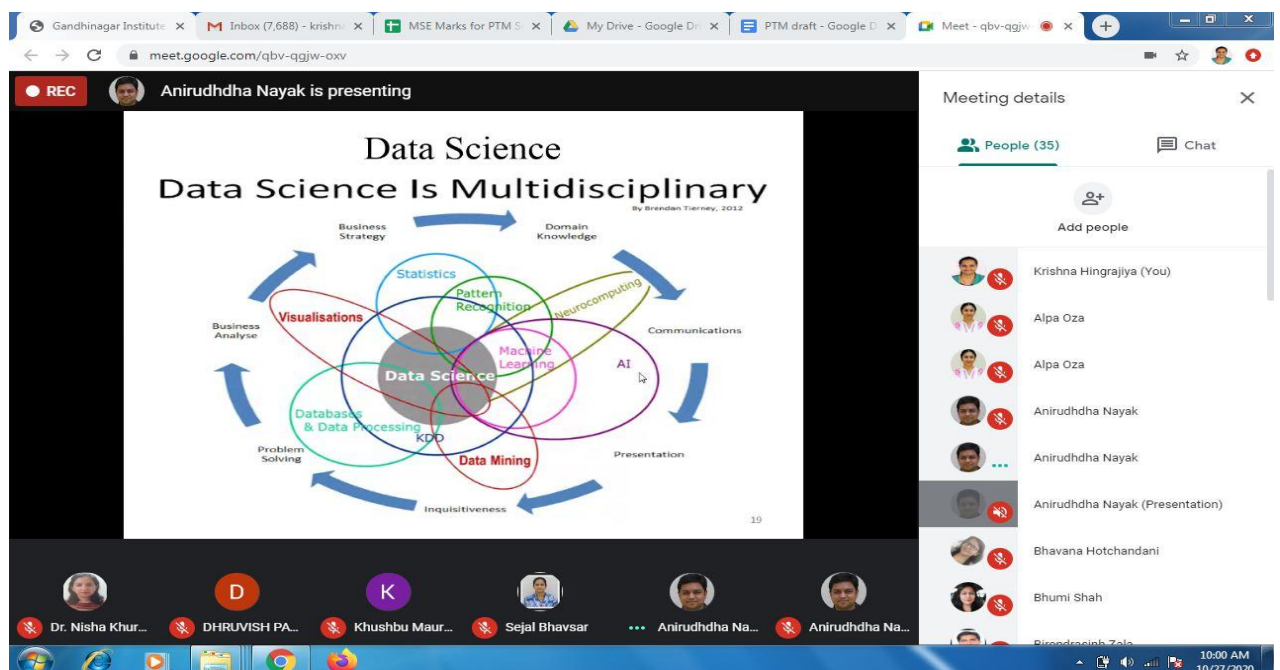 Gandhinagar Institute
Inbox (7,688) - krishn
MSE Marks for PTM S
My Drive - Google Dri
PTM draft - Google D
Meet - qbv-qgjw
meet.google.com/qbv-qgjw-oxv
REC
Anirudhdha Nayak is presenting
Data Science
Data Science Is Multidisciplinary
By Brendan Tierney, 2012
Business
Strategy
Domain
Knowledge
Statistics
Pattern
Recognition
Neurocomputing
Visualisations
Business
Analyse
Communications
Machine
Learning
AI
Data Science
Databases
& Data Processing
KDD
Problem
Solving
Data Mining
Presentation
Inquisitiveness
19
Dr. Nisha Khur...
D
DHRUVISH PA...
K
Khushbu Maur...
Sejal Bhavsar
Anirudhdha Na...
Anirudhdha Na...
Meeting details
People (35)
Chat
Add people
Krishna Hingrajiya (You)
Alpa Oza
Alpa Oza
Anirudhdha Nayak
Anirudhdha Nayak
Anirudhdha Nayak (Presentation)
Bhavana Hotchandani
Bhumi Shah
10:00 AM
10/27/2020